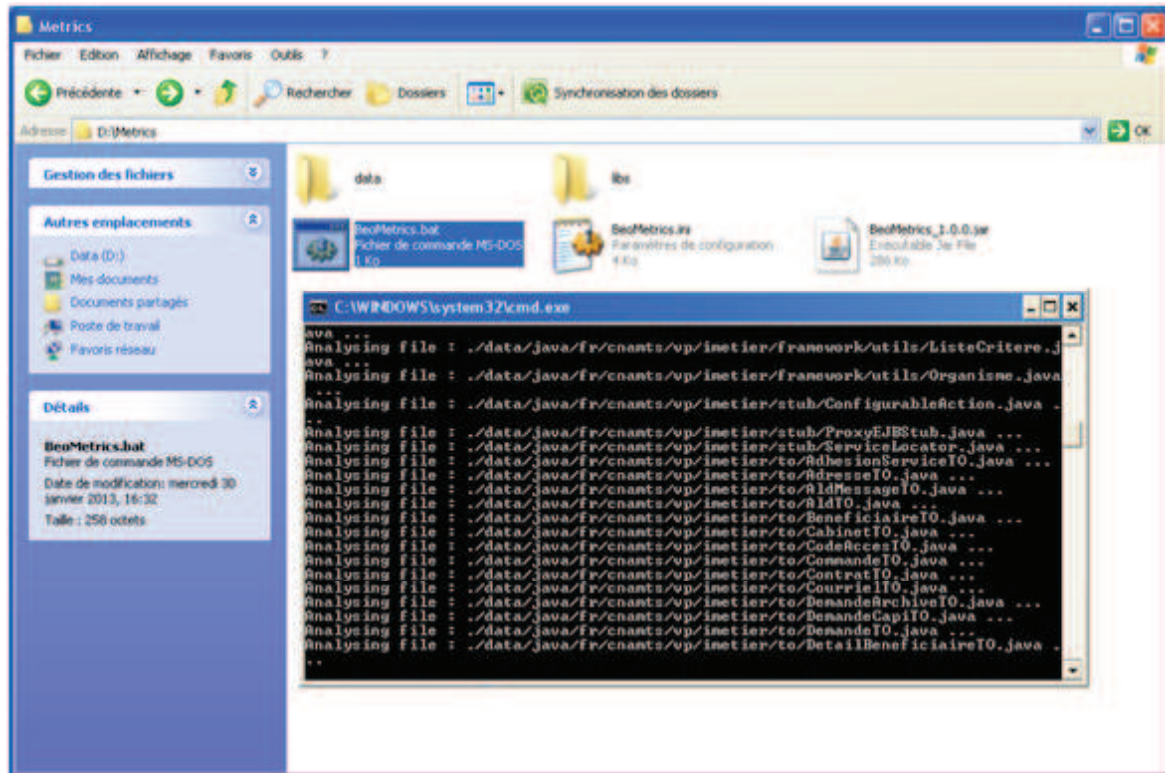 Metrics
Fichier Edition Affichage Favoris Outils ?
Précédente Rechercher Dossiers Synchronisation des dossiers
Adresse D:\Metrics OK
Gestion des fichiers
Autres emplacements
Data (D:)
Mes documents
Documents partagés
Poste de travail
Favoris réseau
Détails
BeoMetrics.bat
Fichier de commande MS-DOS
Date de modification: mercredi 30
janvier 2013, 16:32
Taille : 258 octets
data
libs
BeoMetrics.bat
Fichier de commande MS-DOS
1 Ko
BeoMetrics.ini
Paramètres de configuration
4 Ko
BeoMetrics_1.0.0.jar
Executable Jar File
286 Ko
C:\WINDOWS\system32\cmd.exe
ava ...
Analysing file : ./data/java/fr/cnamts/vp/imetier/framework/utils/ListeCritere.j
ava ...
Analysing file : ./data/java/fr/cnamts/vp/imetier/framework/utils/Organisme.java
...
Analysing file : ./data/java/fr/cnamts/vp/imetier/stub/ConfigurableAction.java .
..
Analysing file : ./data/java/fr/cnamts/vp/imetier/stub/ProxyEJBStub.java ...
Analysing file : ./data/java/fr/cnamts/vp/imetier/stub/ServiceLocator.java ...
Analysing file : ./data/java/fr/cnamts/vp/imetier/to/AdhesionServiceTO.java ...
Analysing file : ./data/java/fr/cnamts/vp/imetier/to/AdresseTO.java ...
Analysing file : ./data/java/fr/cnamts/vp/imetier/to/AldMessageTO.java ...
Analysing file : ./data/java/fr/cnamts/vp/imetier/to/AldTO.java ...
Analysing file : ./data/java/fr/cnamts/vp/imetier/to/BeneficiaireTO.java ...
Analysing file : ./data/java/fr/cnamts/vp/imetier/to/CabinetTO.java ...
Analysing file : ./data/java/fr/cnamts/vp/imetier/to/CodeAccesTO.java ...
Analysing file : ./data/java/fr/cnamts/vp/imetier/to/CommandeTO.java ...
Analysing file : ./data/java/fr/cnamts/vp/imetier/to/ContratTO.java ...
Analysing file : ./data/java/fr/cnamts/vp/imetier/to/CourrielTO.java ...
Analysing file : ./data/java/fr/cnamts/vp/imetier/to/DemandeArchiveTO.java ...
Analysing file : ./data/java/fr/cnamts/vp/imetier/to/DemandeCapiTO.java ...
Analysing file : ./data/java/fr/cnamts/vp/imetier/to/DemandeTO.java ...
Analysing file : ./data/java/fr/cnamts/vp/imetier/to/DetailBeneficiaireTO.java .
..